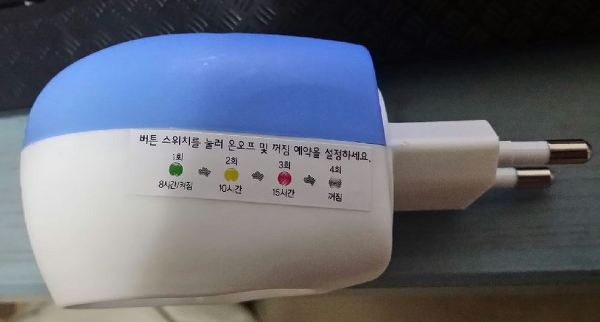 버튼 스위치를 눌러 온오프 및 꺼짐 예약을 설정하세요.
1회 2회 3회 4회
8시간/켜짐 10시간 15시간 꺼짐